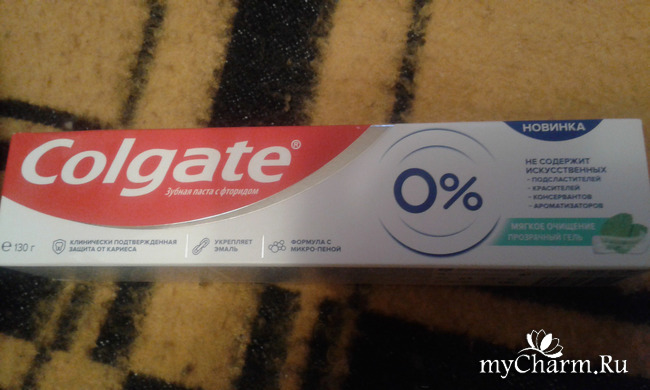 НОВИНКА
Colgate®
Зубная паста с фторидом
0%
НЕ СОДЕРЖИТ
ИСКУССТВЕННЫХ
- ПОДСЛАСТИТЕЛЕЙ
- КРАСИТЕЛЕЙ
- КОНСЕРВАНТОВ
- АРОМАТИЗАТОРОВ
МЯГКОЕ ОЧИЩЕНИЕ
ПРОЗРАЧНЫЙ ГЕЛЬ
℮ 130 г
КЛИНИЧЕСКИ ПОДТВЕРЖДЕННАЯ
ЗАЩИТА ОТ КАРИЕСА
УКРЕПЛЯЕТ
ЭМАЛЬ
ФОРМУЛА С
МИКРО-ПЕНОЙ
myCharm.Ru